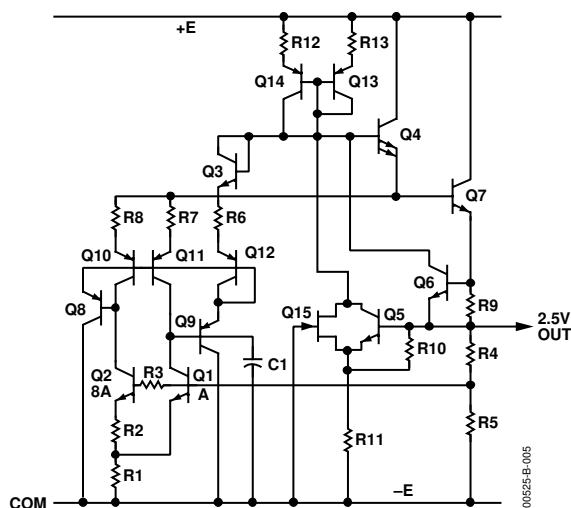 +E
R12
R13
Q14
Q13
Q4
Q3
Q7
R8
R7
R6
Q10
Q11
Q12
Q6
Q8
Q9
Q15
Q5
R9
2.5V
OUT
R10
R4
C1
Q2
8A
R3
Q1
A
R2
R11
R5
R1
COM
–E
00525-B-005